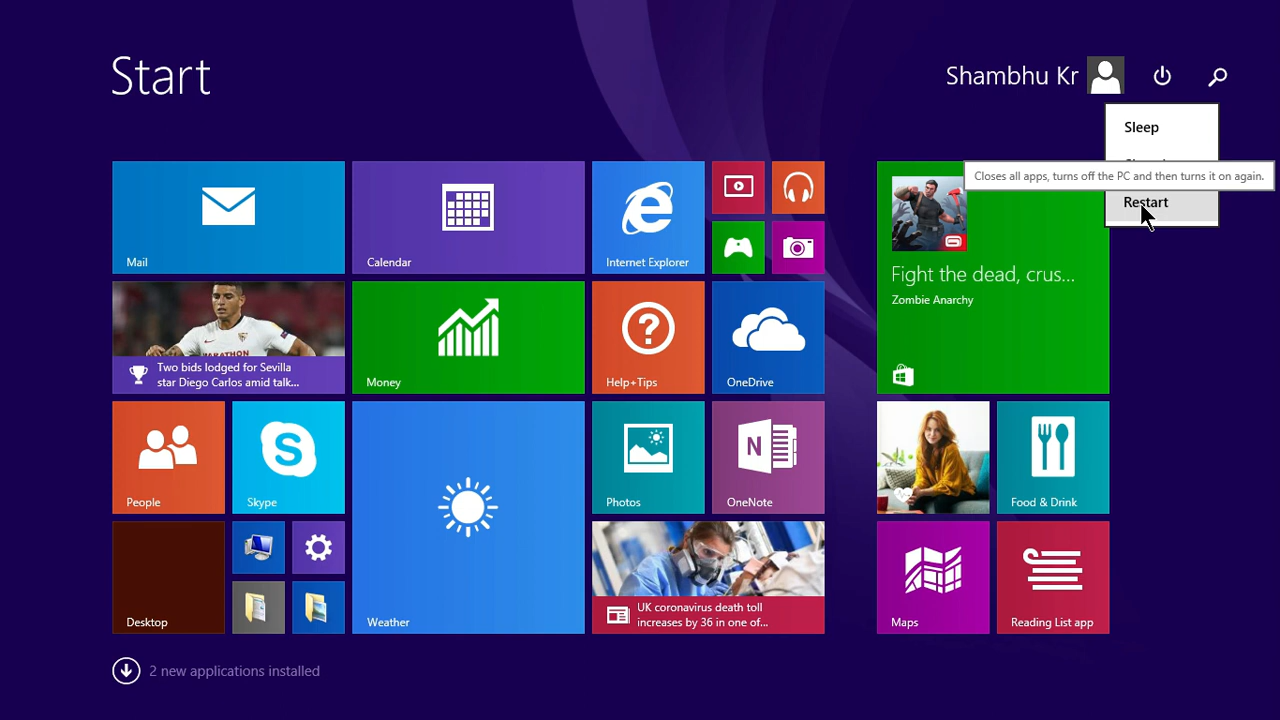 Start
Shambhu Kr
Sleep
Closes all apps, turns off the PC and then turns it on again.
Restart
Mail
Calendar
Internet Explorer
Fight the dead, crus...
Zombie Anarchy
MARATHON
Two bids lodged for Sevilla
star Diego Carlos amid talk...
Money
Help+Tips
OneDrive
People
S
Skype
Photos
N
OneNote
Food & Drink
Desktop
Weather
UK coronavirus death toll
increases by 36 in one of...
Maps
Reading List app
2 new applications installed